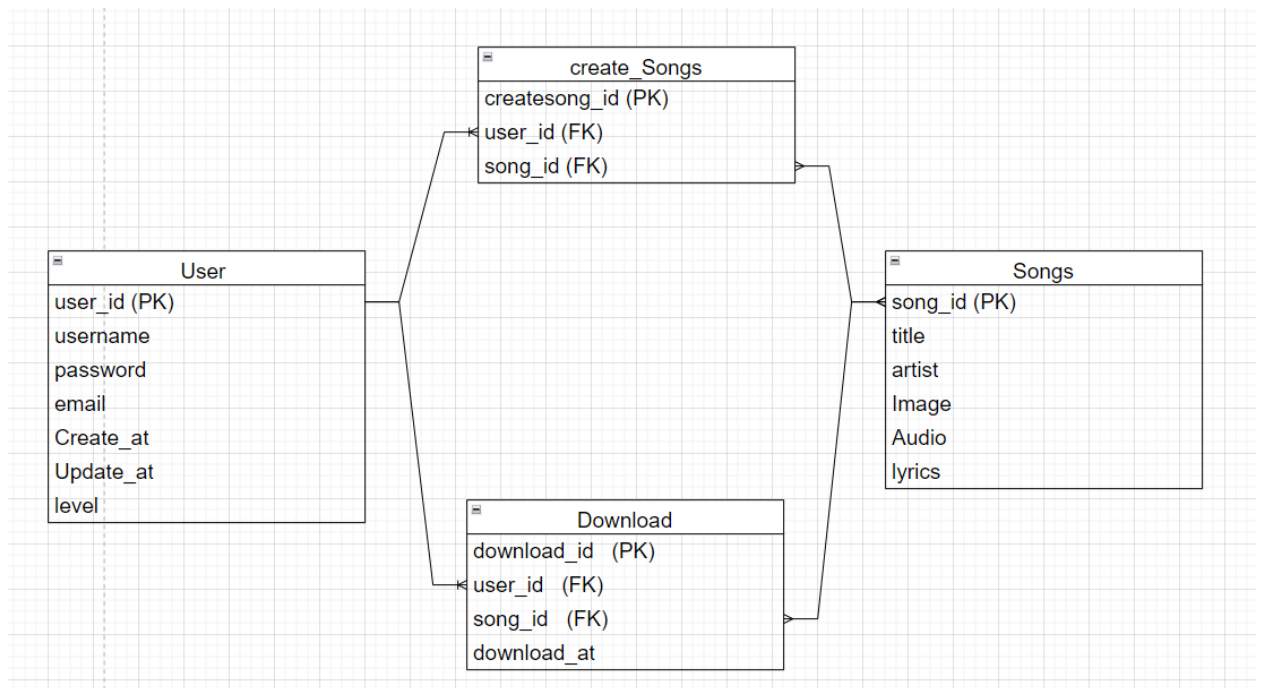 create_Songs
createsong_id (PK)
user_id (FK)
song_id (FK)
User
user_id (PK)
username
password
email
Create_at
Update_at
level
Songs
song_id (PK)
title
artist
Image
Audio
lyrics
Download
download_id (PK)
user_id (FK)
song_id (FK)
download_at